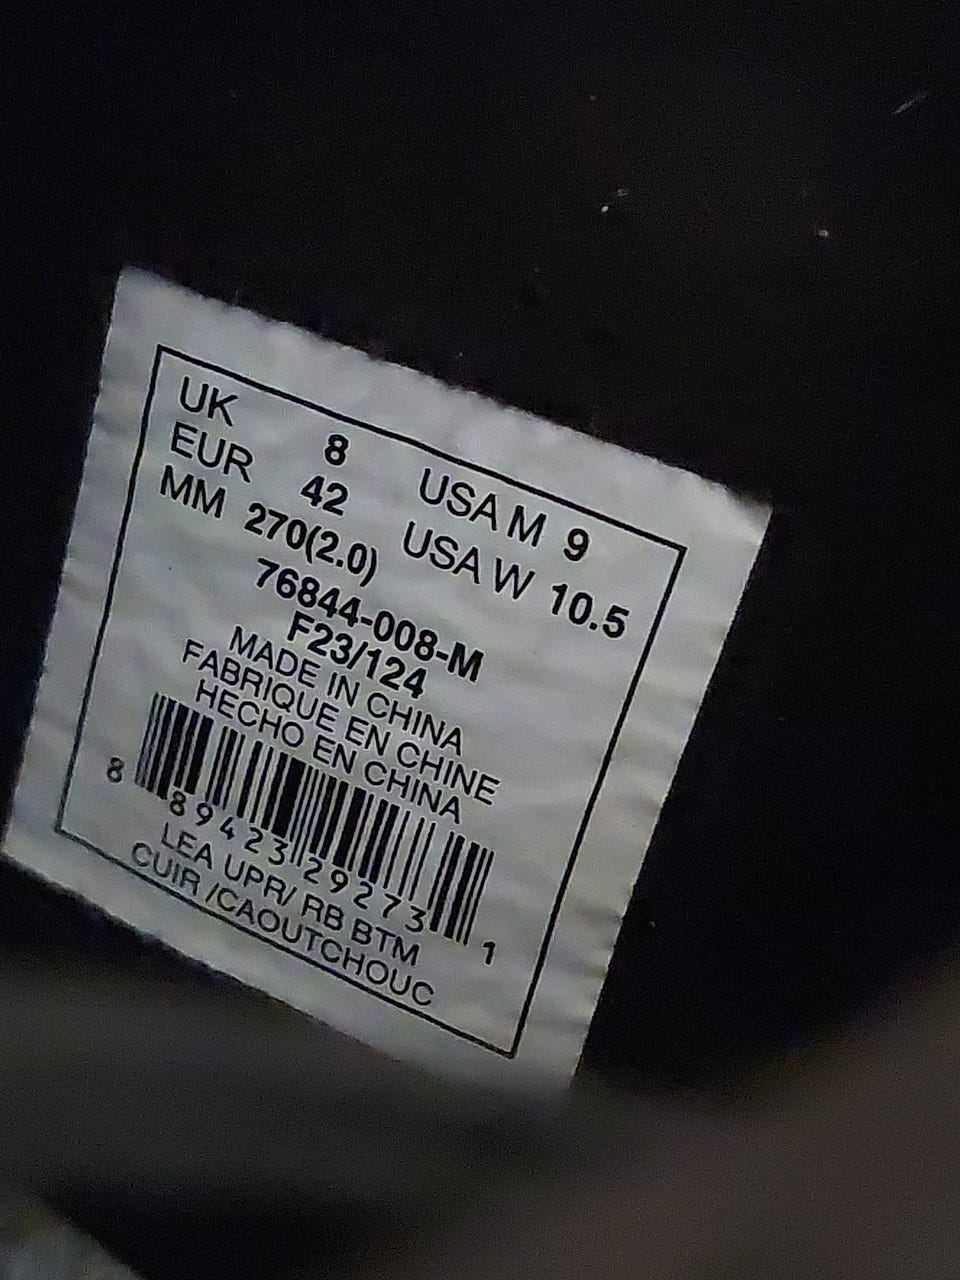 UK 8 USA M 9
EUR 42 USA W 10.5
MM 270(2.0)
76844-008-M
F23/124
MADE IN CHINA
FABRIQUE EN CHINE
HECHO EN CHINA
8 89423 29273 1
LEA UPR/ RB BTM
CUIR /CAOUTCHOUC